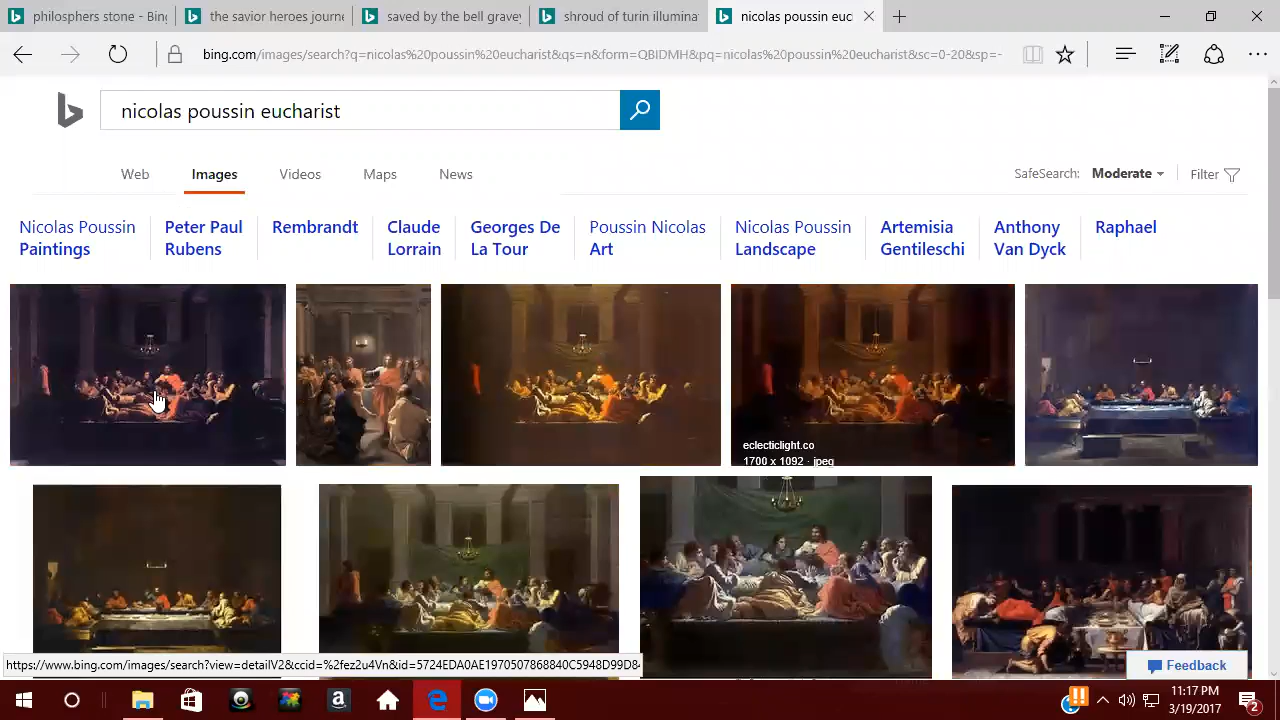 philosphers stone - Bing
the savior heroes journe
saved by the bell gravey
shroud of turin illumina
nicolas poussin euc
bing.com/images/search?q=nicolas%20poussin%20eucharist&qs=n&form=QBIDMH&pq=nicolas%20poussin%20eucharist&sc=0-20&sp=-
nicolas poussin eucharist
Web
Images
Videos
Maps
News
SafeSearch: Moderate
Filter
Nicolas Poussin Paintings
Peter Paul Rubens
Rembrandt
Claude Lorrain
Georges De La Tour
Poussin Nicolas Art
Nicolas Poussin Landscape
Artemisia Gentileschi
Anthony Van Dyck
Raphael
eclecticlight.co
1700 x 1092 · jpeg
https://www.bing.com/images/search?view=detailV2&ccid=%2fez2u4Vn&id=5724EDA0AE1970507868840C5948D99D84
Feedback
11:17 PM
3/19/2017
2